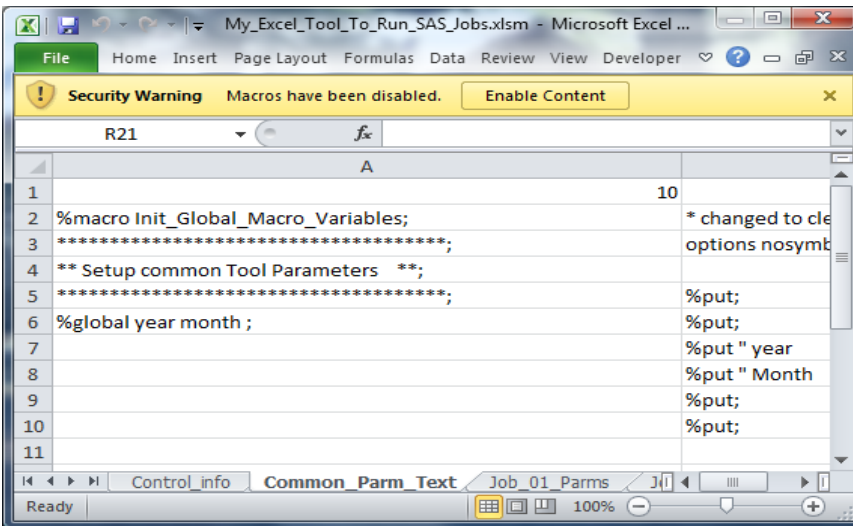 My_Excel_Tool_To_Run_SAS_Jobs.xlsm - Microsoft Excel ...
File Home Insert Page Layout Formulas Data Review View Developer
Security Warning Macros have been disabled. Enable Content
R21 fx
A
1 10
2 %macro Init_Global_Macro_Variables; * changed to cle
3 *************************************; options nosymb
4 ** Setup common Tool Parameters **;
5 *************************************; %put;
6 %global year month ; %put;
7 %put " year
8 %put " Month
9 %put;
10 %put;
11
Control_info Common_Parm_Text Job_01_Parms
Ready 100%